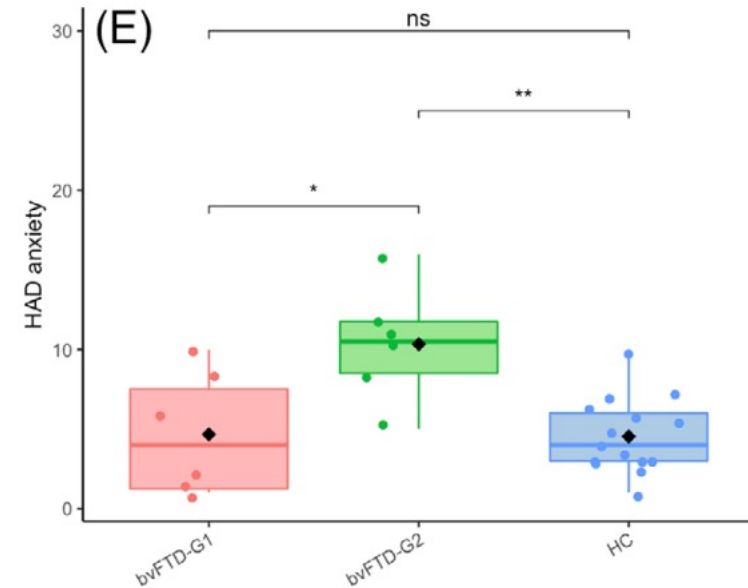 (E)
ns
30
**
20
*
HAD anxiety
10
0
bvFTD-G1
bvFTD-G2
HC